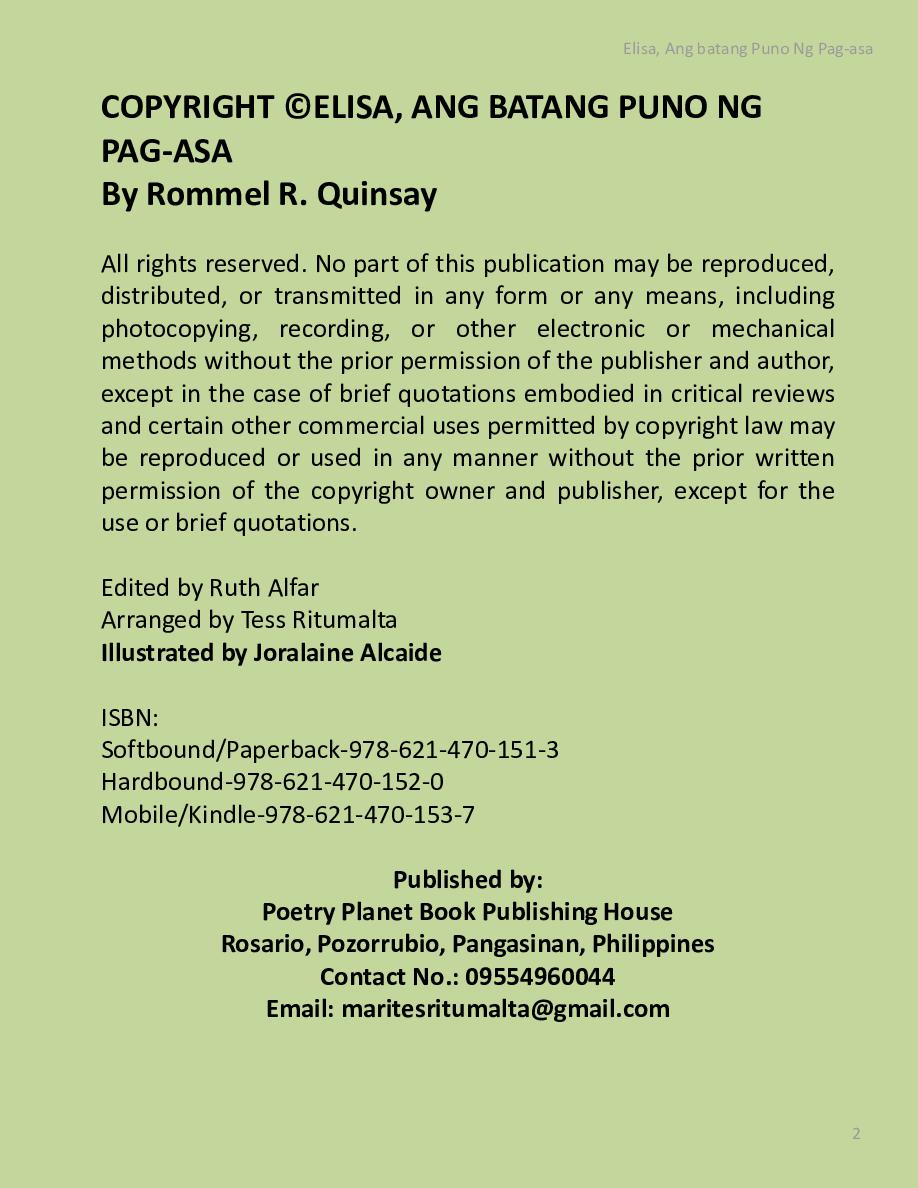 Elisa, Ang batang Puno Ng Pag-asa
COPYRIGHT ©ELISA, ANG BATANG PUNO NG
PAG-ASA
By Rommel R. Quinsay
All rights reserved. No part of this publication may be reproduced,
distributed, or transmitted in any form or any means, including
photocopying, recording, or other electronic or mechanical
methods without the prior permission of the publisher and author,
except in the case of brief quotations embodied in critical reviews
and certain other commercial uses permitted by copyright law may
be reproduced or used in any manner without the prior written
permission of the copyright owner and publisher, except for the
use or brief quotations.
Edited by Ruth Alfar
Arranged by Tess Ritumalta
Illustrated by Joralaine Alcaide
ISBN:
Softbound/Paperback-978-621-470-151-3
Hardbound-978-621-470-152-0
Mobile/Kindle-978-621-470-153-7
Published by:
Poetry Planet Book Publishing House
Rosario, Pozorrubio, Pangasinan, Philippines
Contact No.: 09554960044
Email: maritesritumalta@gmail.com
2